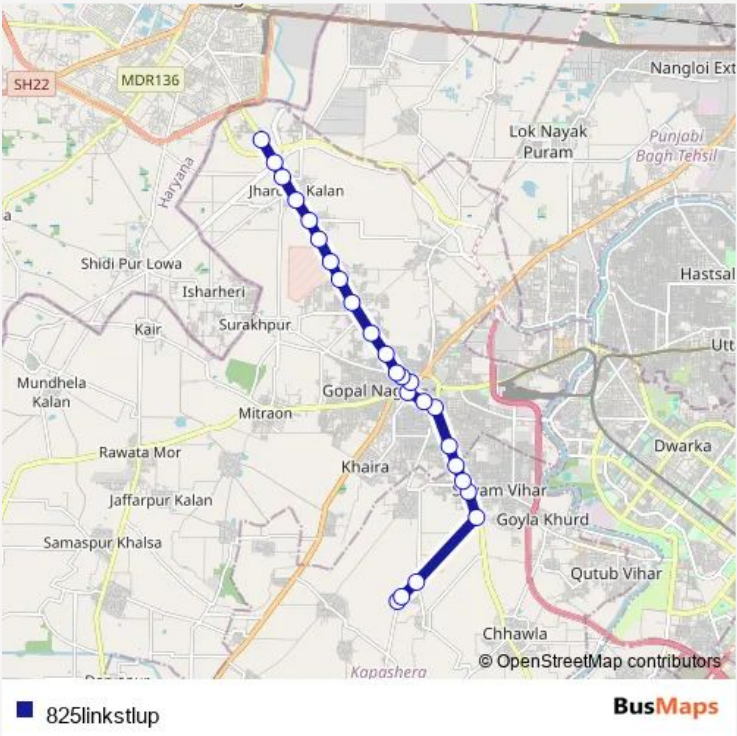 SH22
MDR136
Nangloi Ext
Lok Nayak
Puram
Punjabi
Bagh Tehsil
Haryana
Kalan
a
Shidi Pur Lowa
Hastsal
Isharheri
Surakhpur
Kair
Utt
Mundhela
Kalan
Gopal Nag
Mitraon
Dwarka
Rawata Mor
Khaira
yam Vihar
Jaffarpur Kalan
Goyla Khurd
Samaspur Khalsa
Qutub Vihar
Chhawla
© OpenStreetMap contributors
Kapashera
825linkstlup
BusMaps